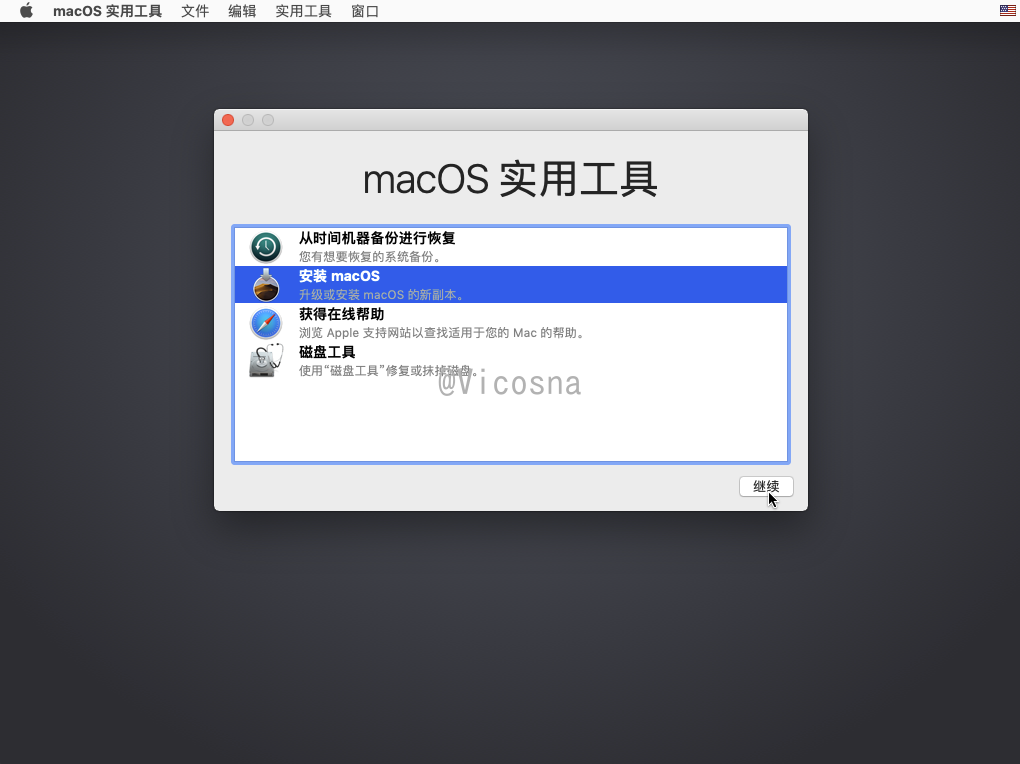 macOS 实用工具 文件 编辑 实用工具 窗口
macOS 实用工具
从时间机器备份进行恢复
您有想要恢复的系统备份。
安装 macOS
升级或安装 macOS 的新副本。
获得在线帮助
浏览 Apple 支持网站以查找适用于您的 Mac 的帮助。
磁盘工具
使用“磁盘工具”修复或抹掉磁盘。
@Vicosna
继续